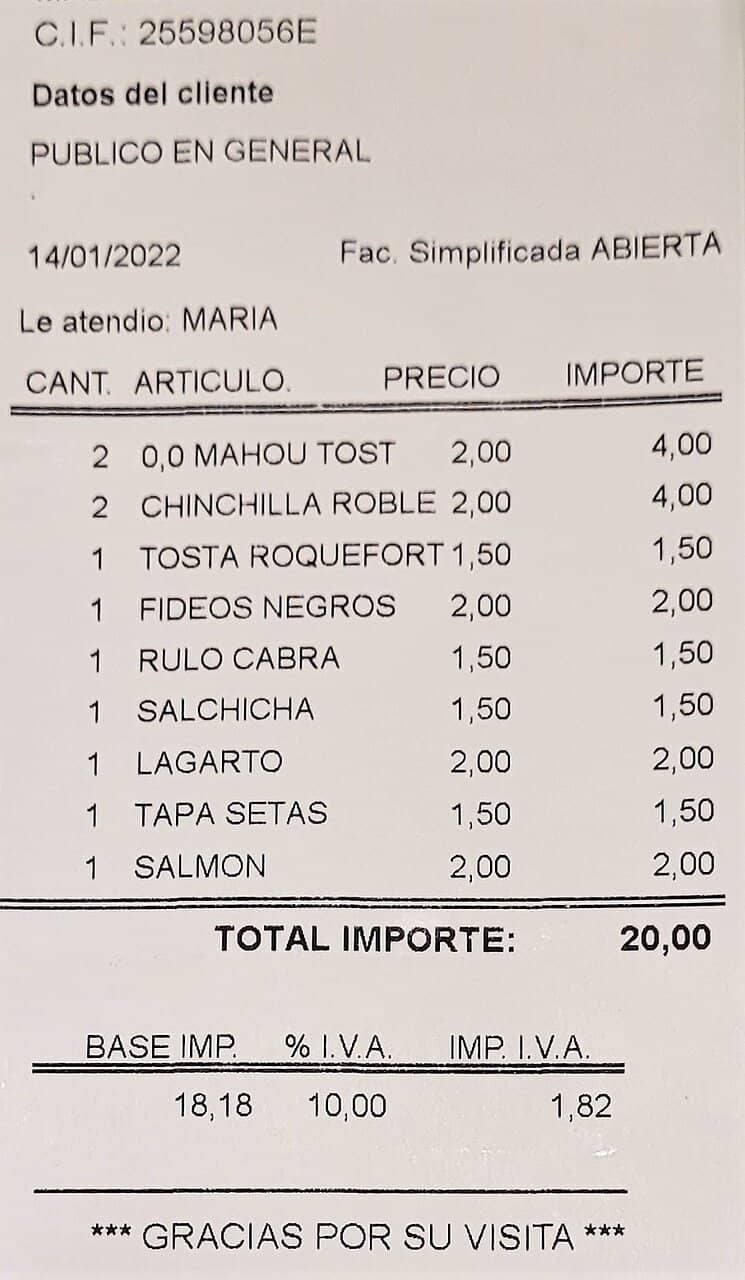 C.I.F.: 25598056E
Datos del cliente
PUBLICO EN GENERAL
.
14/01/2022 Fac. Simplificada ABIERTA
Le atendio: MARIA
CANT. ARTICULO. PRECIO IMPORTE
2 0,0 MAHOU TOST 2,00 4,00
2 CHINCHILLA ROBLE 2,00 4,00
1 TOSTA ROQUEFORT 1,50 1,50
1 FIDEOS NEGROS 2,00 2,00
1 RULO CABRA 1,50 1,50
1 SALCHICHA 1,50 1,50
1 LAGARTO 2,00 2,00
1 TAPA SETAS 1,50 1,50
1 SALMON 2,00 2,00
TOTAL IMPORTE: 20,00
BASE IMP. % I.V.A. IMP. I.V.A.
18,18 10,00 1,82
*** GRACIAS POR SU VISITA ***